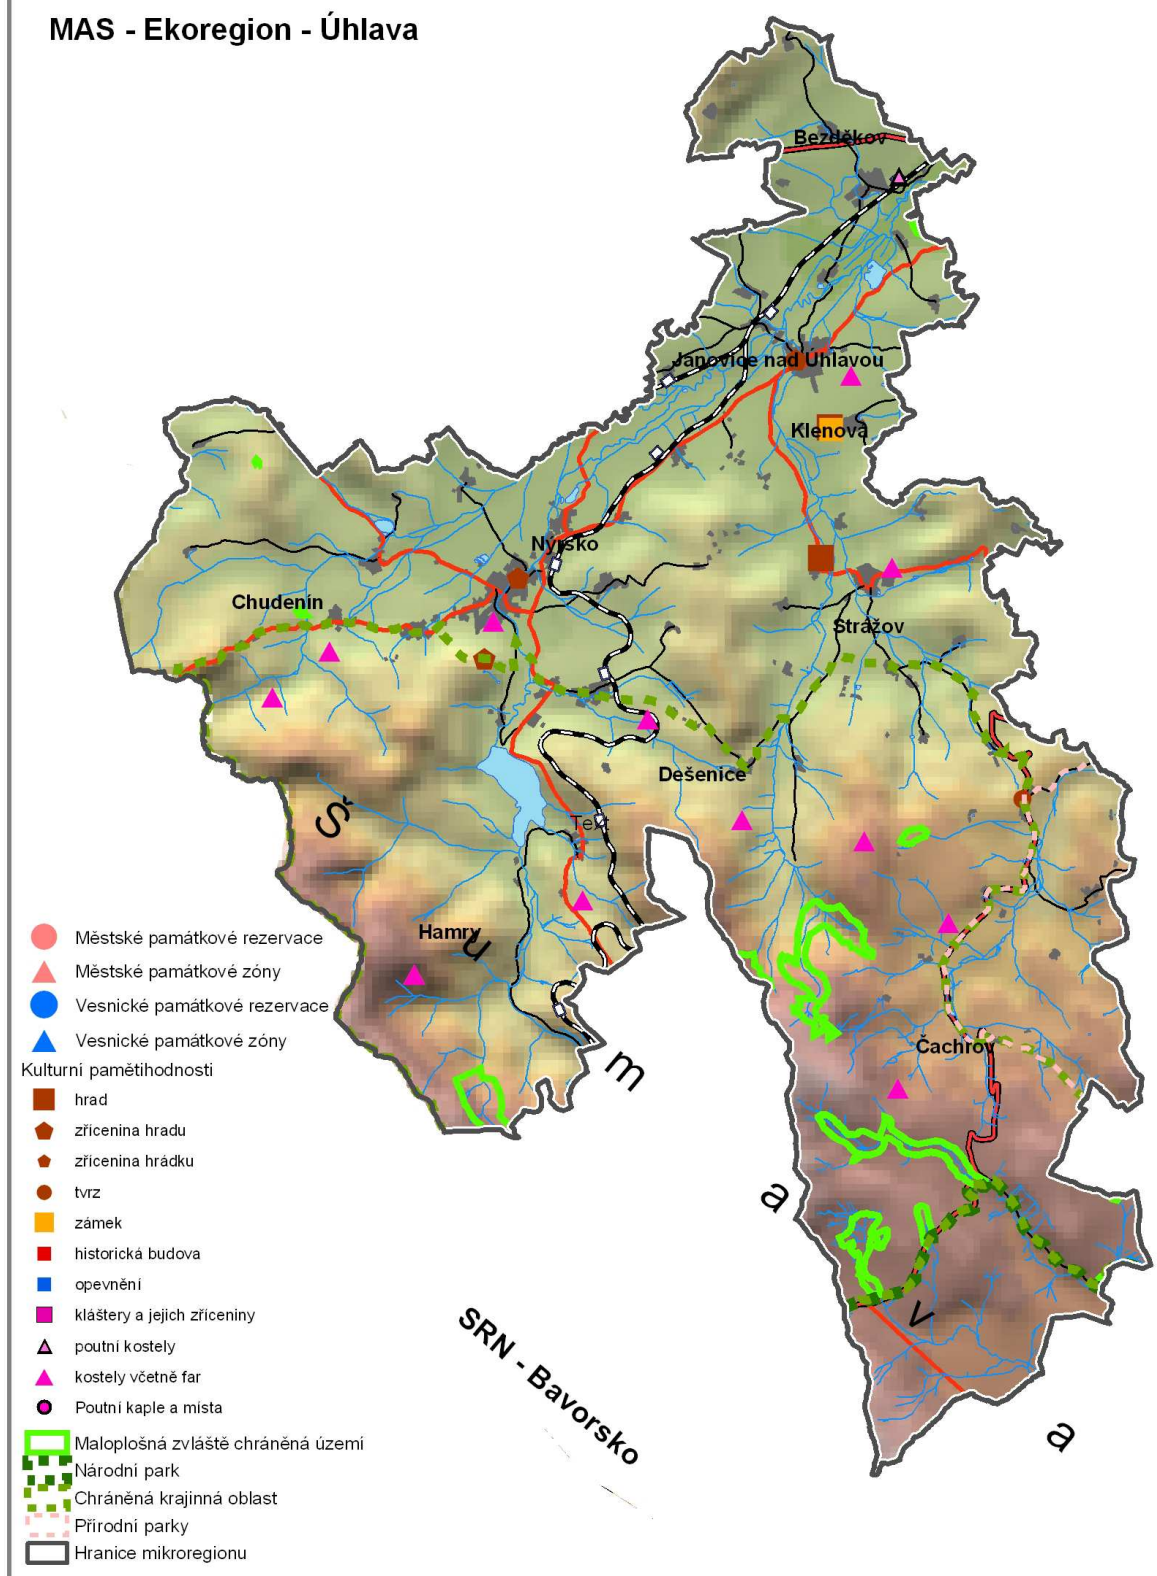 MAS - Ekoregion - Úhlava
Bezděkov
Janovice nad Úhlavou
Klenová
Nýrsko
Chudenín
Strážov
Dešenice
Text
Hamry
Čachrov
Š
u
m
a
v
a
SRN - Bavorsko
Městské památkové rezervace
Městské památkové zóny
Vesnické památkové rezervace
Vesnické památkové zóny
Kulturní pamětihodnosti
hrad
zřícenina hradu
zřícenina hrádku
tvrz
zámek
historická budova
opevnění
kláštery a jejich zříceniny
poutní kostely
kostely včetně far
Poutní kaple a místa
Maloplošná zvláště chráněná území
Národní park
Chráněná krajinná oblast
Přírodní parky
Hranice mikroregionu